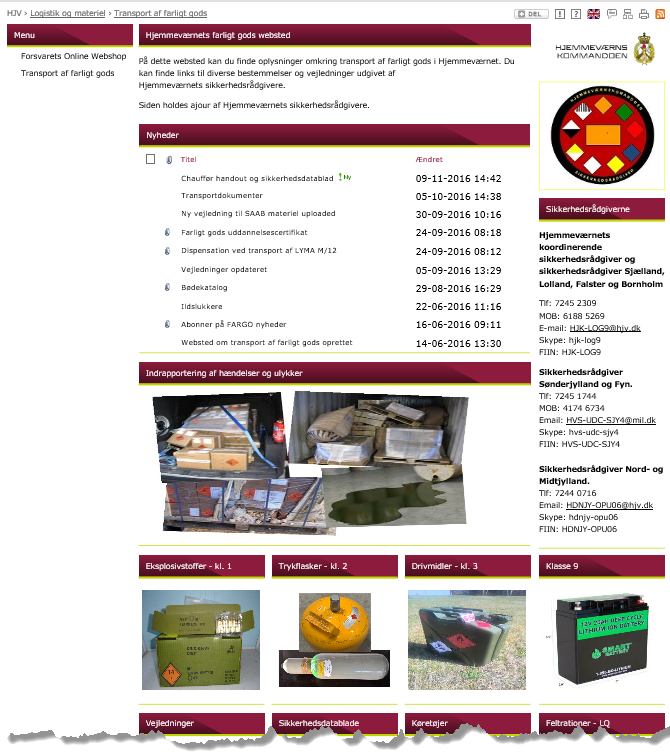 HJV › Logistik og materiel › Transport af farligt gods
DEL
Menu
Forsvarets Online Webshop
Transport af farligt gods
Hjemmeværnets farligt gods websted
På dette websted kan du finde oplysninger omkring transport af farligt gods i Hjemmeværnet. Du
kan finde links til diverse bestemmelser og vejledninger udgivet af
Hjemmeværnets sikkerhedsrådgivere.
Siden holdes ajour af Hjemmeværnets sikkerhedsrådgivere.
Nyheder
Titel Ændret
Chauffør handout og sikkerhedsdatablad ! Ny 09-11-2016 14:42
Transportdokumenter 05-10-2016 14:38
Ny vejledning til SAAB materiel uploaded 30-09-2016 10:16
Farligt gods uddannelsescertifikat 24-09-2016 08:18
Dispensation ved transport af LYMA M/12 24-09-2016 08:12
Vejledninger opdateret 05-09-2016 13:29
Bødekatalog 29-08-2016 16:29
Ildslukkere 22-06-2016 11:16
Abonner på FARGO nyheder 16-06-2016 09:11
Websted om transport af farligt gods oprettet 14-06-2016 13:30
Indrapportering af hændelser og ulykker
Eksplosivstoffer - kl. 1
Trykflasker - kl. 2
Drivmidler - kl. 3
Klasse 9
12V 20AH DEEP CYCLE
LITHIUM ION BATTERY
SMART
BATTERY
Vejledninger
Sikkerhedsdatablade
Køretøjer
Feltrationer - LQ
HJEMMEVÆRNS
KOMMANDOEN
HJEMMEVÆRNSKOMMANDOEN
SIKKERHEDSRÅDGIVER
Sikkerhedsrådgiverne
Hjemmeværnets
koordinerende
sikkerhedsrådgiver og
sikkerhedsrådgiver Sjælland,
Lolland, Falster og Bornholm
Tlf: 7245 2309
MOB: 6188 5269
E-mail: HJK-LOG9@hjv.dk
Skype: hjk-log9
FIIN: HJK-LOG9
Sikkerhedsrådgiver
Sønderjylland og Fyn.
Tlf: 7245 1744
MOB: 4174 6734
Email: HVS-UDC-SJY4@mil.dk
Skype: hvs-udc-sjy4
FIIN: HVS-UDC-SJY4
Sikkerhedsrådgiver Nord- og
Midtjylland.
Tlf: 7244 0716
Email: HDNJY-OPU06@hjv.dk
Skype: hdnjy-opu06
FIIN: HDNJY-OPU06